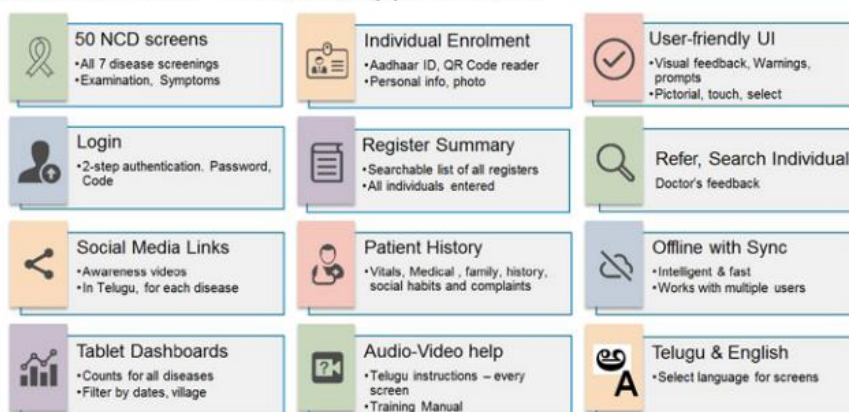 50 NCD screens
•All 7 disease screenings
•Examination, Symptoms
Individual Enrolment
•Aadhaar ID, QR Code reader
•Personal info, photo
User-friendly UI
•Visual feedback, Warnings,
prompts
•Pictorial, touch, select
Login
•2-step authentication. Password,
Code
Register Summary
•Searchable list of all registers
•All individuals entered
Refer, Search Individual
Doctor's feedback
Social Media Links
•Awareness videos
•In Telugu, for each disease
Patient History
•Vitals, Medical , family, history,
social habits and complaints
Offline with Sync
•Intelligent & fast
•Works with multiple users
Tablet Dashboards
•Counts for all diseases
•Filter by dates, village
?
Audio-Video help
•Telugu instructions – every
screen
•Training Manual
అ
A
Telugu & English
•Select language for screens